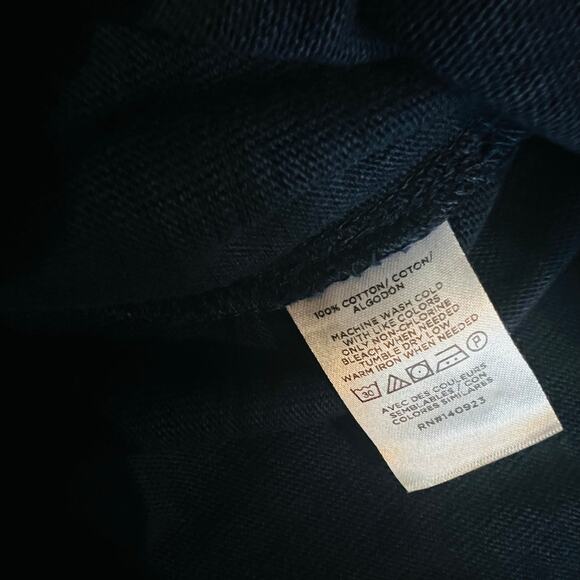 100% COTTON/ COTON/
ALGODON
MACHINE WASH COLD
WITH LIKE COLORS
ONLY NON-CHLORINE
BLEACH WHEN NEEDED
TUMBLE DRY LOW
WARM IRON WHEN NEEDED
30 P
AVEC DES COULEURS
SEMBLABLES / CON
COLORES SIMILARES
RN#140923